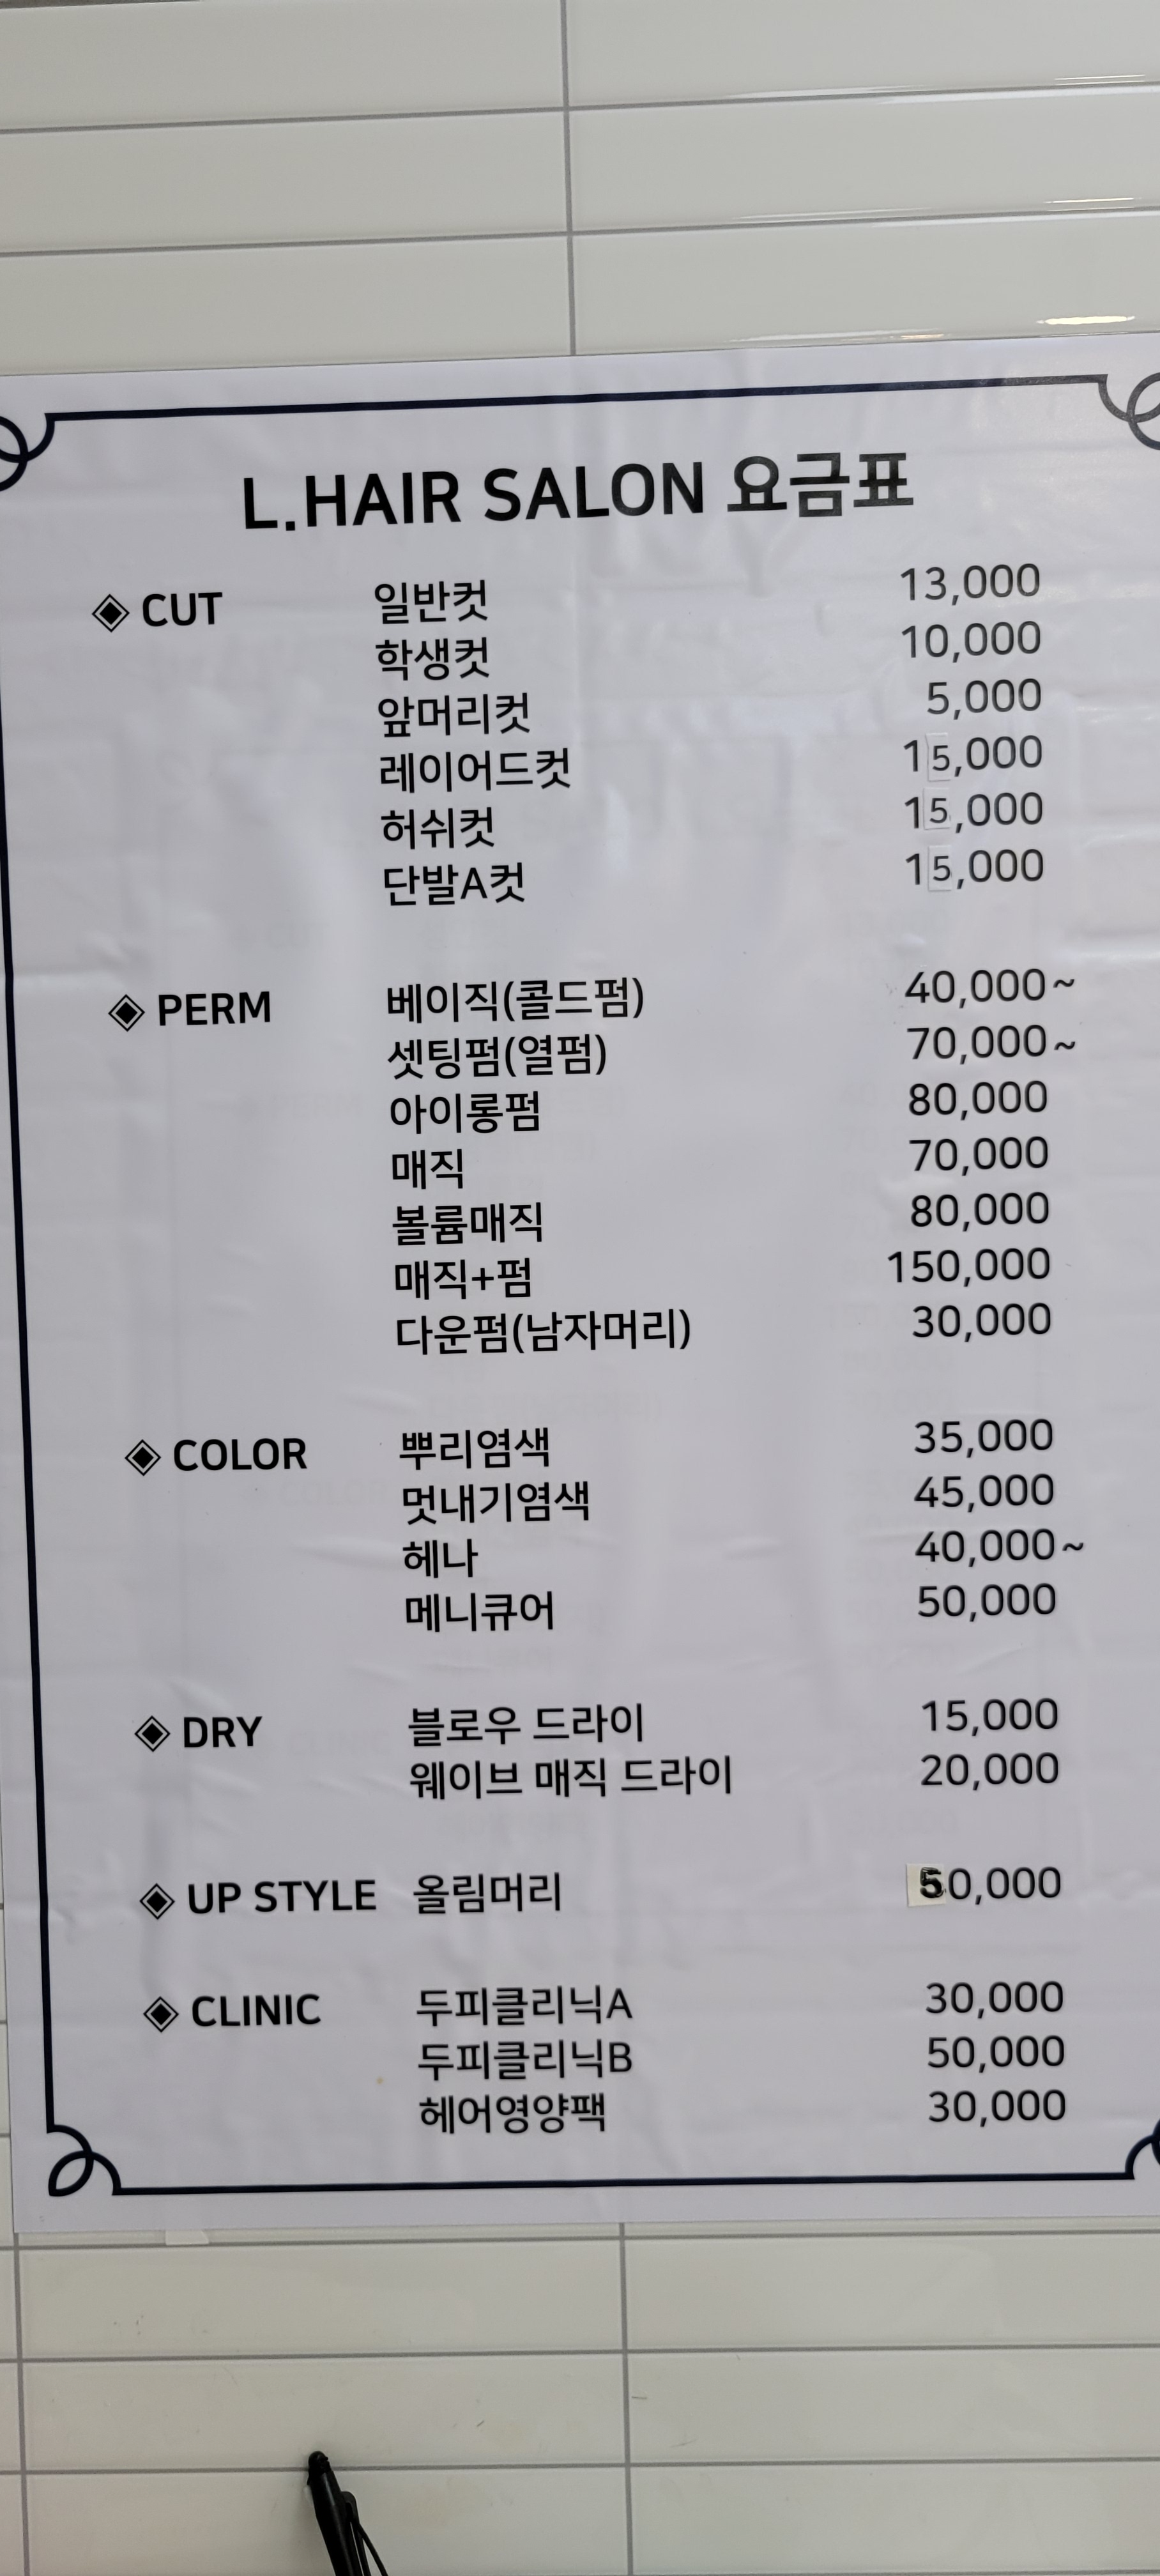 L.HAIR SALON 요금표
◈ CUT 일반컷 13,000
학생컷 10,000
앞머리컷 5,000
레이어드컷 15,000
허쉬컷 15,000
단발A컷 15,000
◈ PERM 베이직(콜드펌) 40,000~
셋팅펌(열펌) 70,000~
아이롱펌 80,000
매직 70,000
볼륨매직 80,000
매직+펌 150,000
다운펌(남자머리) 30,000
◈ COLOR 뿌리염색 35,000
멋내기염색 45,000
헤나 40,000~
메니큐어 50,000
◈ DRY 블로우 드라이 15,000
웨이브 매직 드라이 20,000
◈ UP STYLE 올림머리 50,000
◈ CLINIC 두피클리닉A 30,000
두피클리닉B 50,000
헤어영양팩 30,000